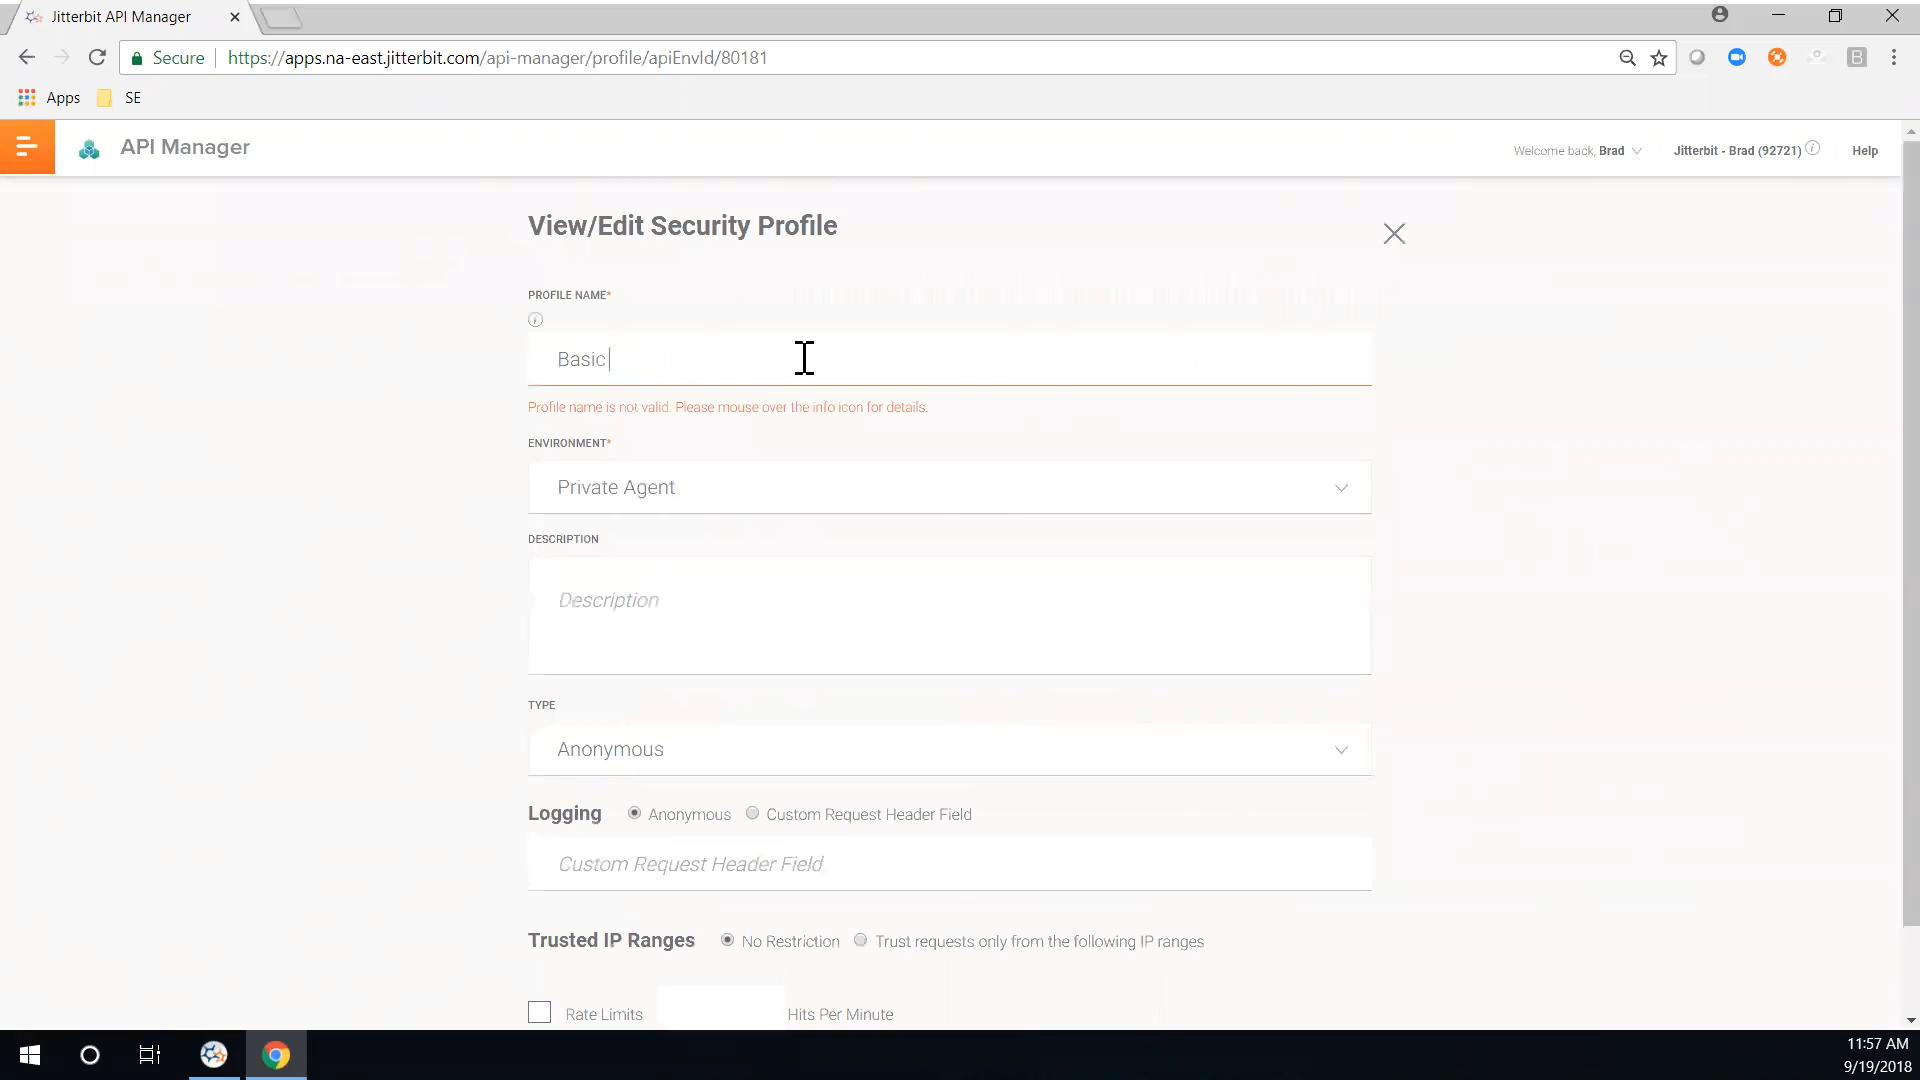 Jitterbit API Manager
Secure https://apps.na-east.jitterbit.com/api-manager/profile/apiEnvId/80181
B
Apps SE
API Manager
Welcome back, Brad Jitterbit - Brad (92721) i Help
View/Edit Security Profile
PROFILE NAME*
i
Basic
Profile name is not valid. Please mouse over the info icon for details.
ENVIRONMENT*
Private Agent
DESCRIPTION
Description
TYPE
Anonymous
Logging Anonymous Custom Request Header Field
Custom Request Header Field
Trusted IP Ranges No Restriction Trust requests only from the following IP ranges
Rate Limits Hits Per Minute
11:57 AM
9/19/2018